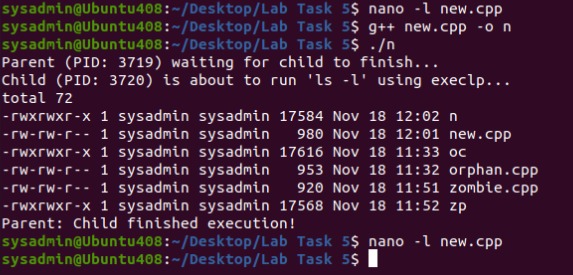 sysadmin@Ubuntu408:~/Desktop/Lab Task 5$ nano -l new.cpp
sysadmin@Ubuntu408:~/Desktop/Lab Task 5$ g++ new.cpp -o n
sysadmin@Ubuntu408:~/Desktop/Lab Task 5$ ./n
Parent (PID: 3719) waiting for child to finish...
Child (PID: 3720) is about to run 'ls -l' using execlp...
total 72
-rwxrwxr-x 1 sysadmin sysadmin 17584 Nov 18 12:02 n
-rw-rw-r-- 1 sysadmin sysadmin   980 Nov 18 12:01 new.cpp
-rwxrwxr-x 1 sysadmin sysadmin 17616 Nov 18 11:33 oc
-rw-rw-r-- 1 sysadmin sysadmin   953 Nov 18 11:32 orphan.cpp
-rw-rw-r-- 1 sysadmin sysadmin   920 Nov 18 11:51 zombie.cpp
-rwxrwxr-x 1 sysadmin sysadmin 17568 Nov 18 11:52 zp
Parent: Child finished execution!
sysadmin@Ubuntu408:~/Desktop/Lab Task 5$ nano -l new.cpp
sysadmin@Ubuntu408:~/Desktop/Lab Task 5$